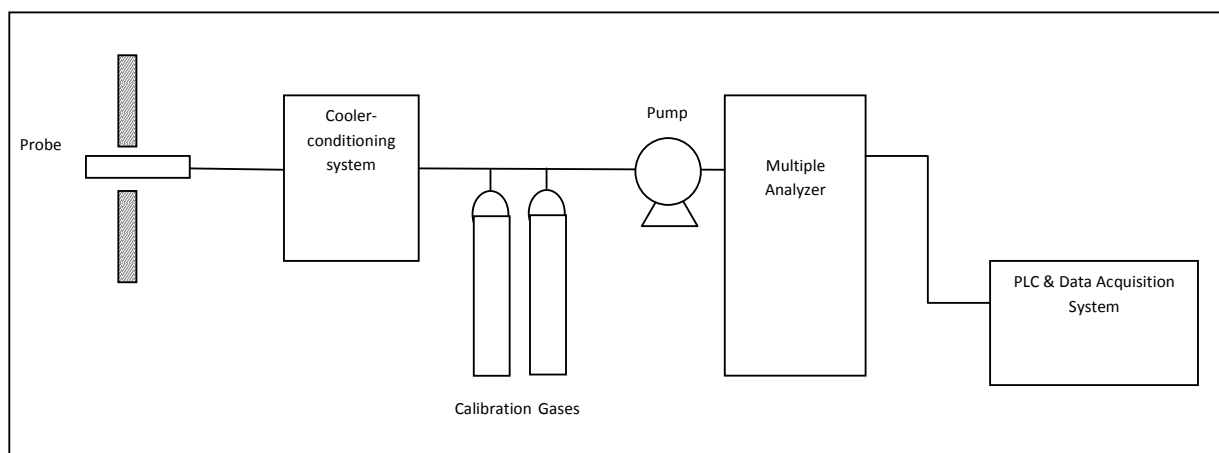 Probe
Cooler-
conditioning
system
Calibration Gases
Pump
Multiple
Analyzer
PLC & Data Acquisition
System